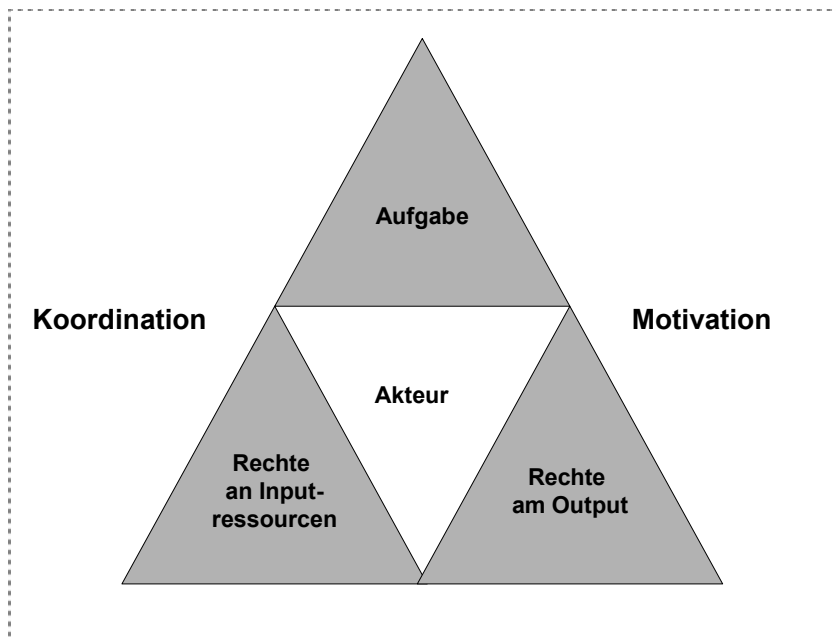 Aufgabe
Koordination
Motivation
Akteur
Rechte
an Input-
ressourcen
Rechte
am Output